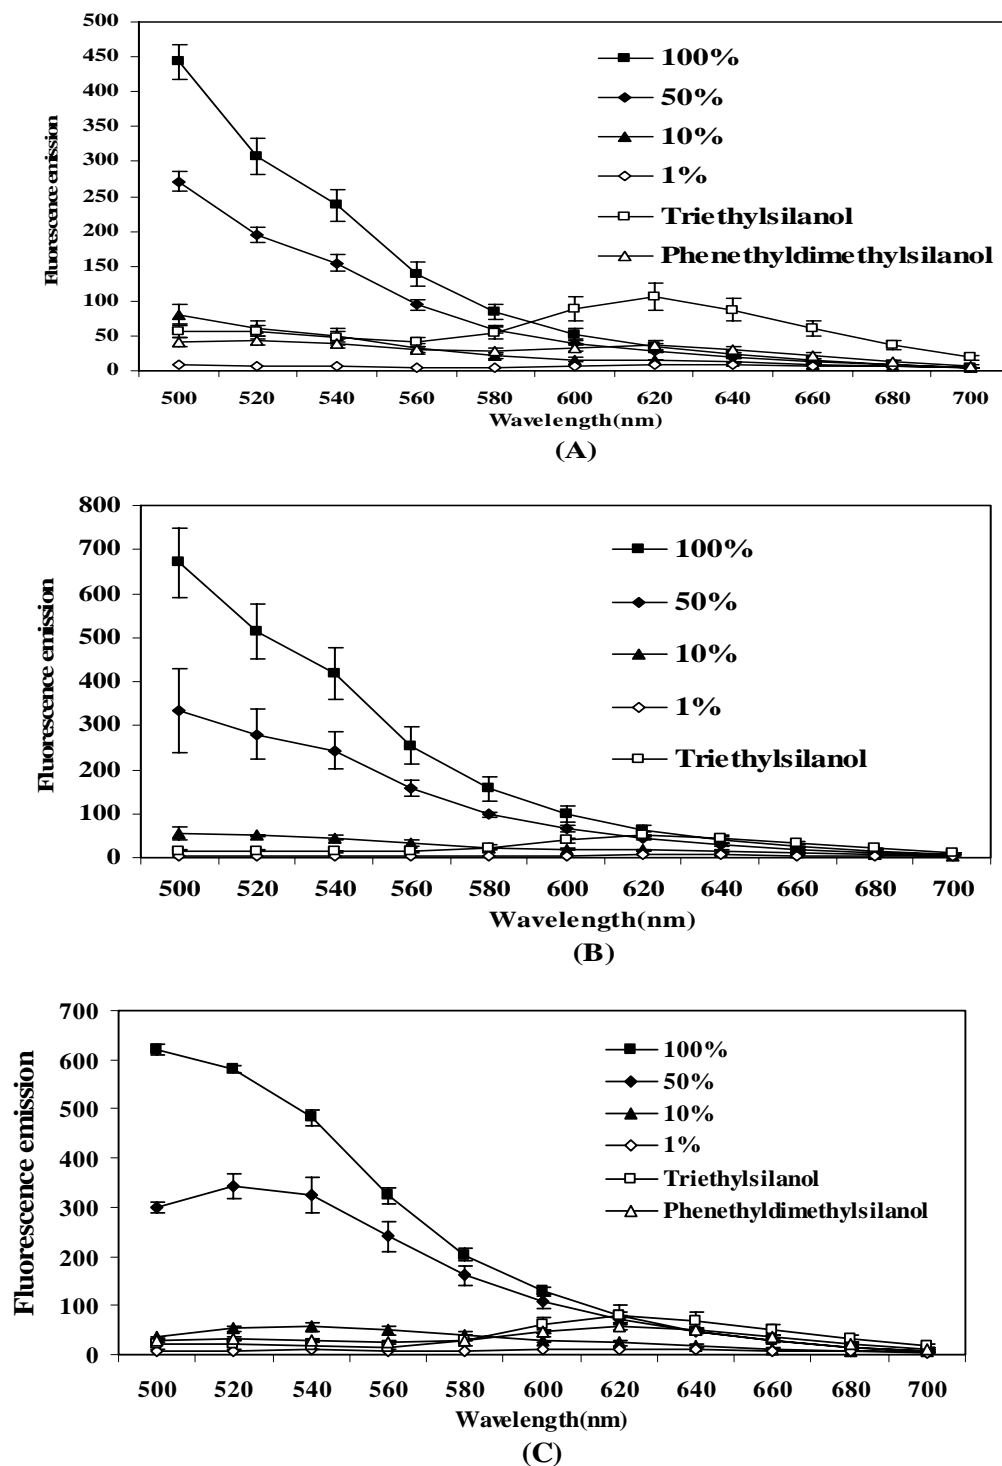 500
450
400
350
300
250
200
150
100
50
0
Fluorescence emission
100%
50%
10%
1%
Triethylsilanol
Phenethyldimethylsilanol
500 520 540 560 580 600 620 640 660 680 700
Wavelength(nm)
(A)
800
700
600
500
400
300
200
100
0
Fluorescence emission
100%
50%
10%
1%
Triethylsilanol
500 520 540 560 580 600 620 640 660 680 700
Wavelength(nm)
(B)
700
600
500
400
300
200
100
0
Fluorescence emission
100%
50%
10%
1%
Triethylsilanol
Phenethyldimethylsilanol
500 520 540 560 580 600 620 640 660 680 700
Wavelength(nm)
(C)